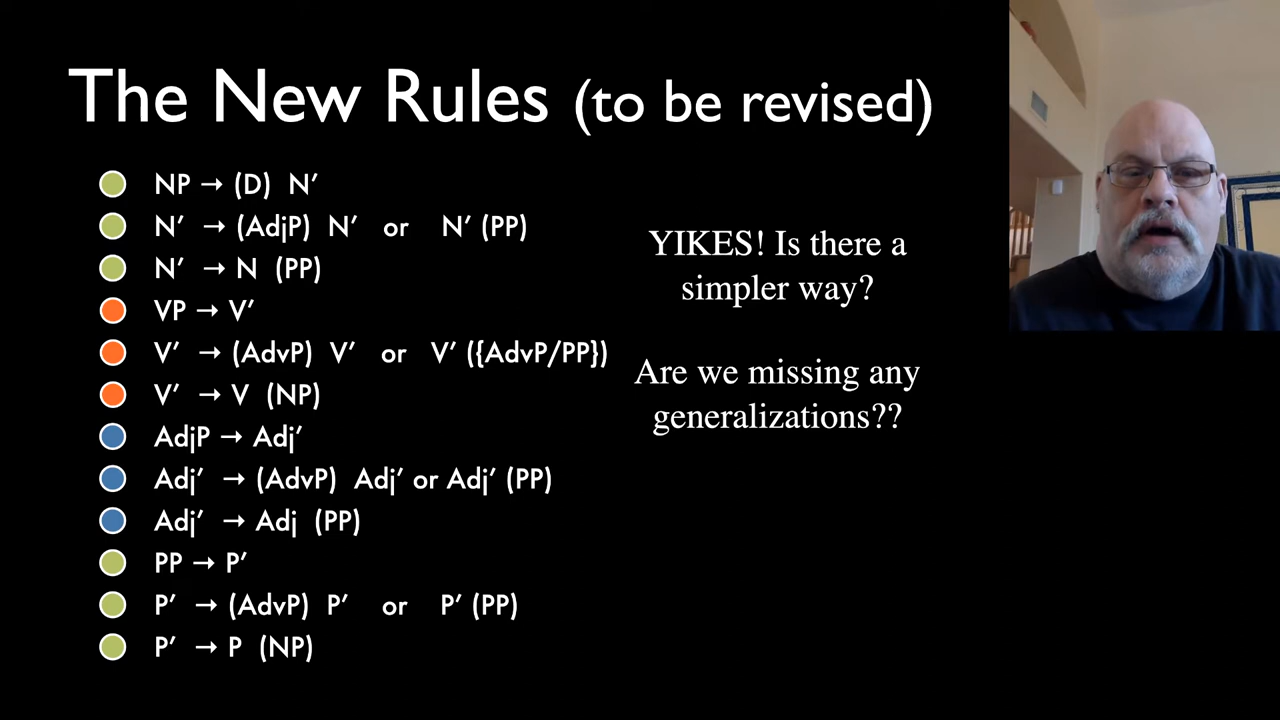 The New Rules (to be revised)
NP → (D) N′
N′ → (AdjP) N′ or N′ (PP)
N′ → N (PP)
VP → V′
V′ → (AdvP) V′ or V′ ({AdvP/PP})
V′ → V (NP)
AdjP → Adj′
Adj′ → (AdvP) Adj′ or Adj′ (PP)
Adj′ → Adj (PP)
PP → P′
P′ → (AdvP) P′ or P′ (PP)
P′ → P (NP)
YIKES! Is there a
simpler way?
Are we missing any
generalizations??